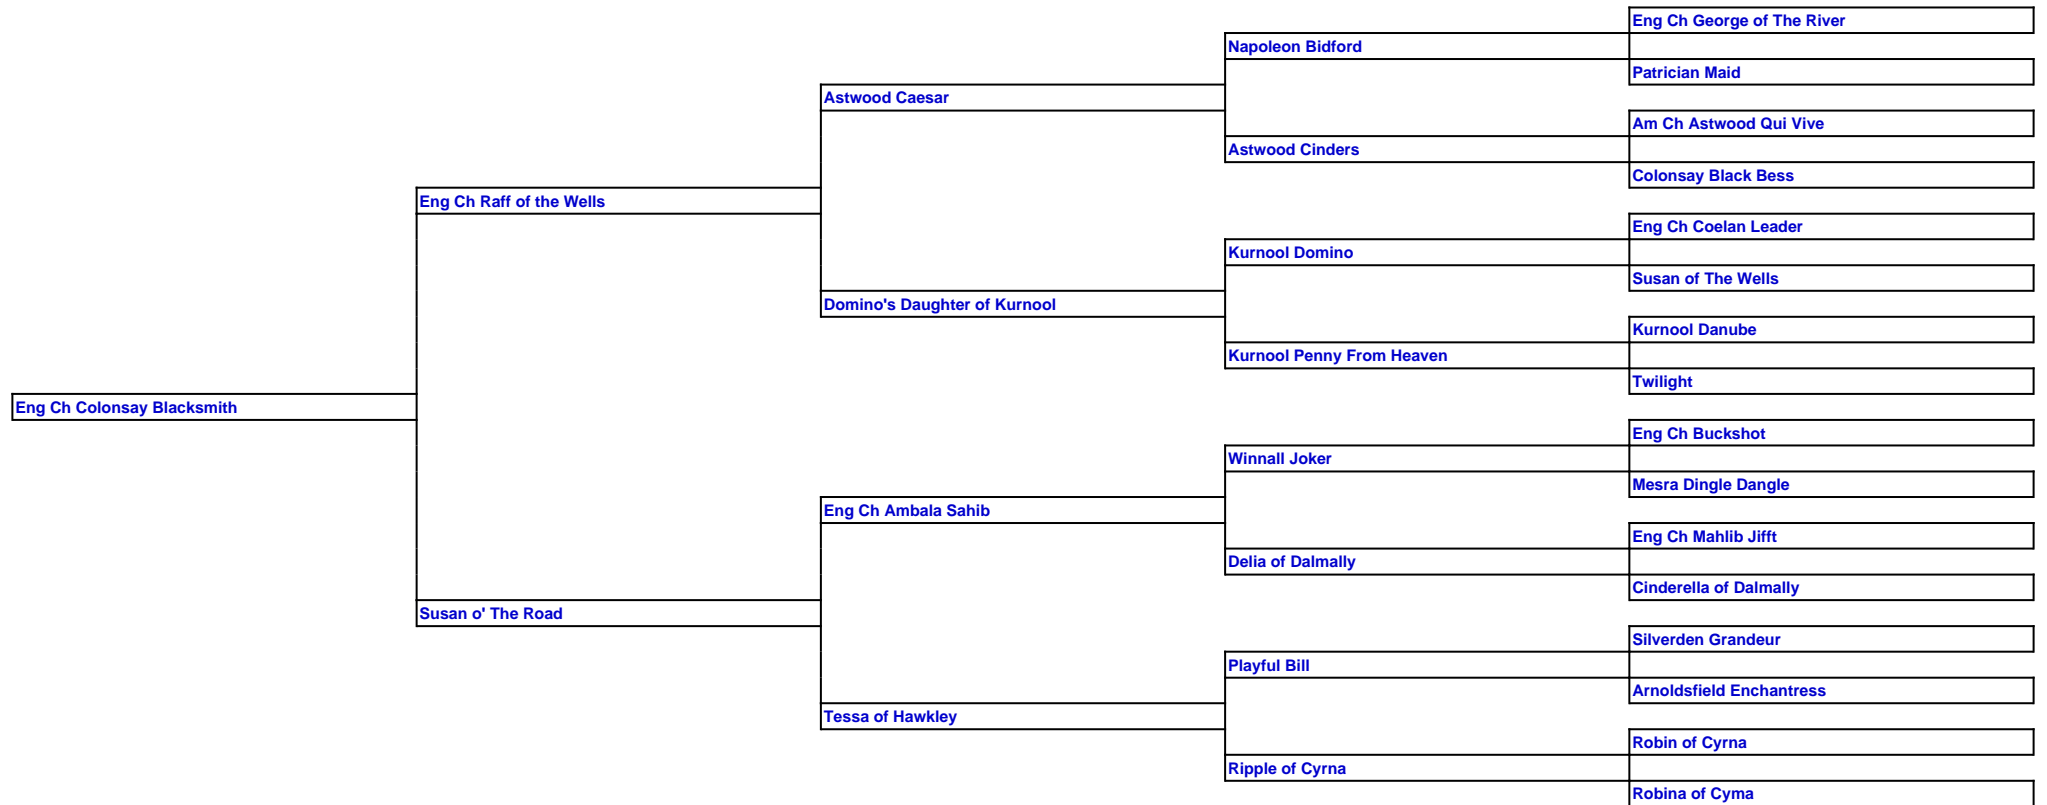 Eng Ch George of The River
Napoleon Bidford
Patrician Maid
Astwood Caesar
Am Ch Astwood Qui Vive
Astwood Cinders
Colonsay Black Bess
Eng Ch Raff of the Wells
Eng Ch Coelan Leader
Kurnool Domino
Susan of The Wells
Domino's Daughter of Kurnool
Kurnool Danube
Kurnool Penny From Heaven
Twilight
Eng Ch Colonsay Blacksmith
Eng Ch Buckshot
Winnall Joker
Mesra Dingle Dangle
Eng Ch Ambala Sahib
Eng Ch Mahlib Jifft
Delia of Dalmally
Cinderella of Dalmally
Susan o' The Road
Silverden Grandeur
Playful Bill
Arnoldsfield Enchantress
Tessa of Hawkley
Robin of Cyrna
Ripple of Cyrna
Robina of Cyma